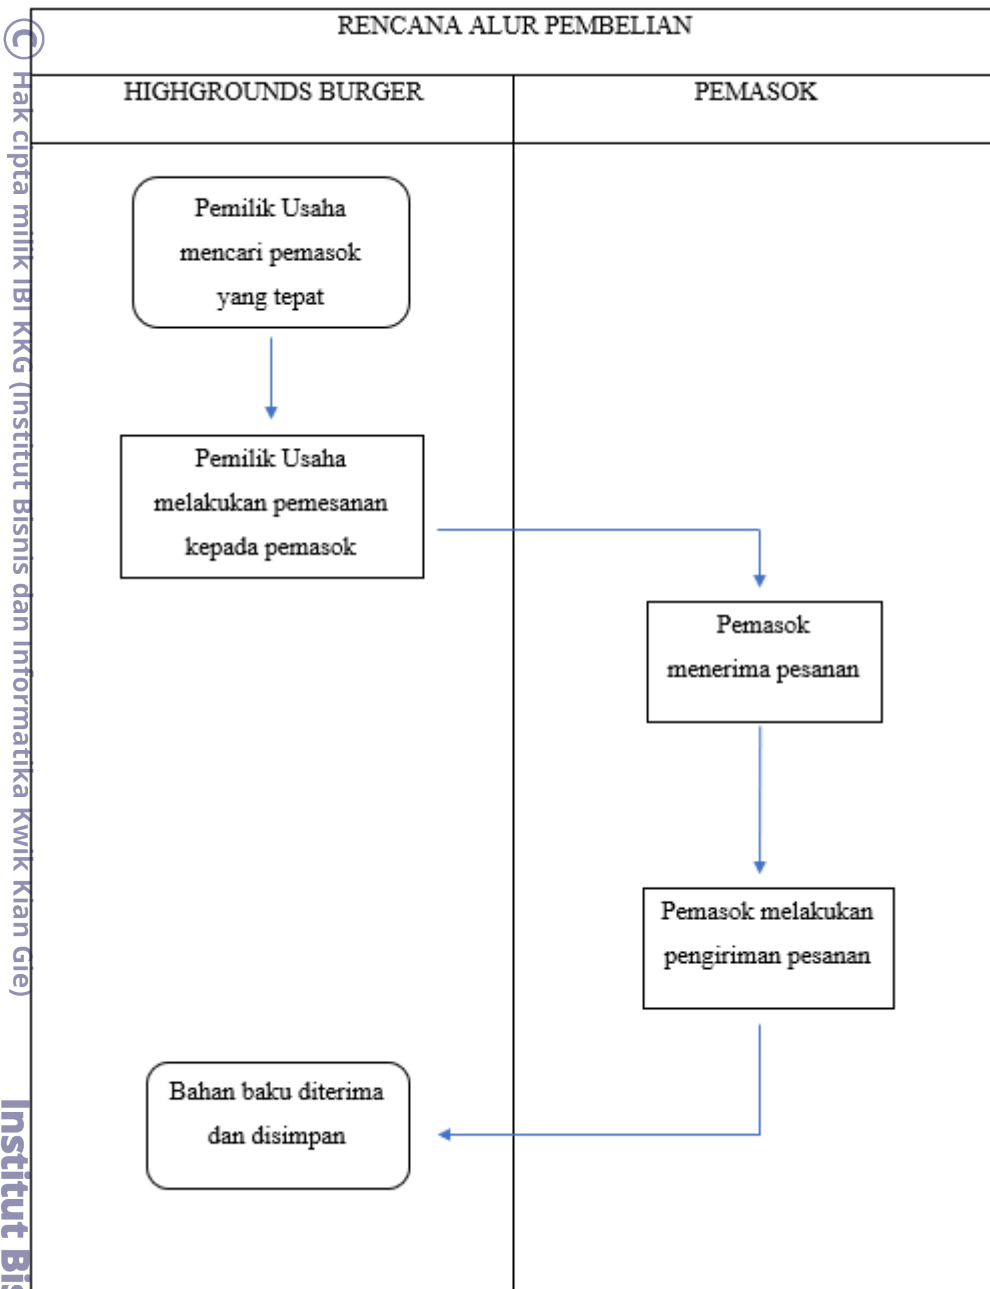 RENCANA ALUR PEMBELIAN
HIGHGROUNDS BURGER
PEMASOK
Pemilik Usaha
mencari pemasok
yang tepat
Pemilik Usaha
melakukan pemesanan
kepada pemasok
Pemasok
menerima pesanan
Pemasok melakukan
pengiriman pesanan
Bahan baku diterima
dan disimpan
© Hak cipta milik IBI KKG (Institut Bisnis dan Informatika Kwik Kian Gie)
Institut Bis